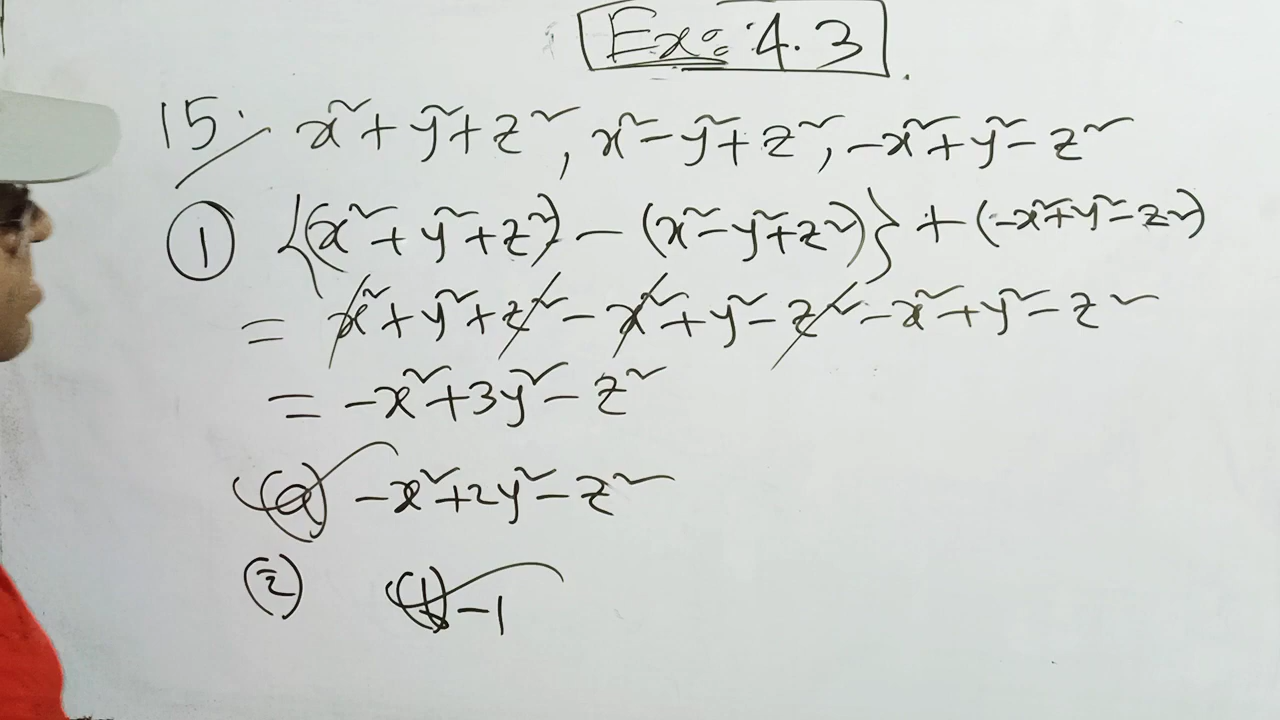 Ex: 4.3
15. x² + y² + z², x² - y² + z², -x² + y² - z²
① {(x² + y² + z²) - (x² - y² + z²)} + (-x² + y² - z²)
= x² + y² + z² - x² + y² - z² - x² + y² - z²
= -x² + 3y² - z²
(a) -x² + 2y² - z²
② (b) -1